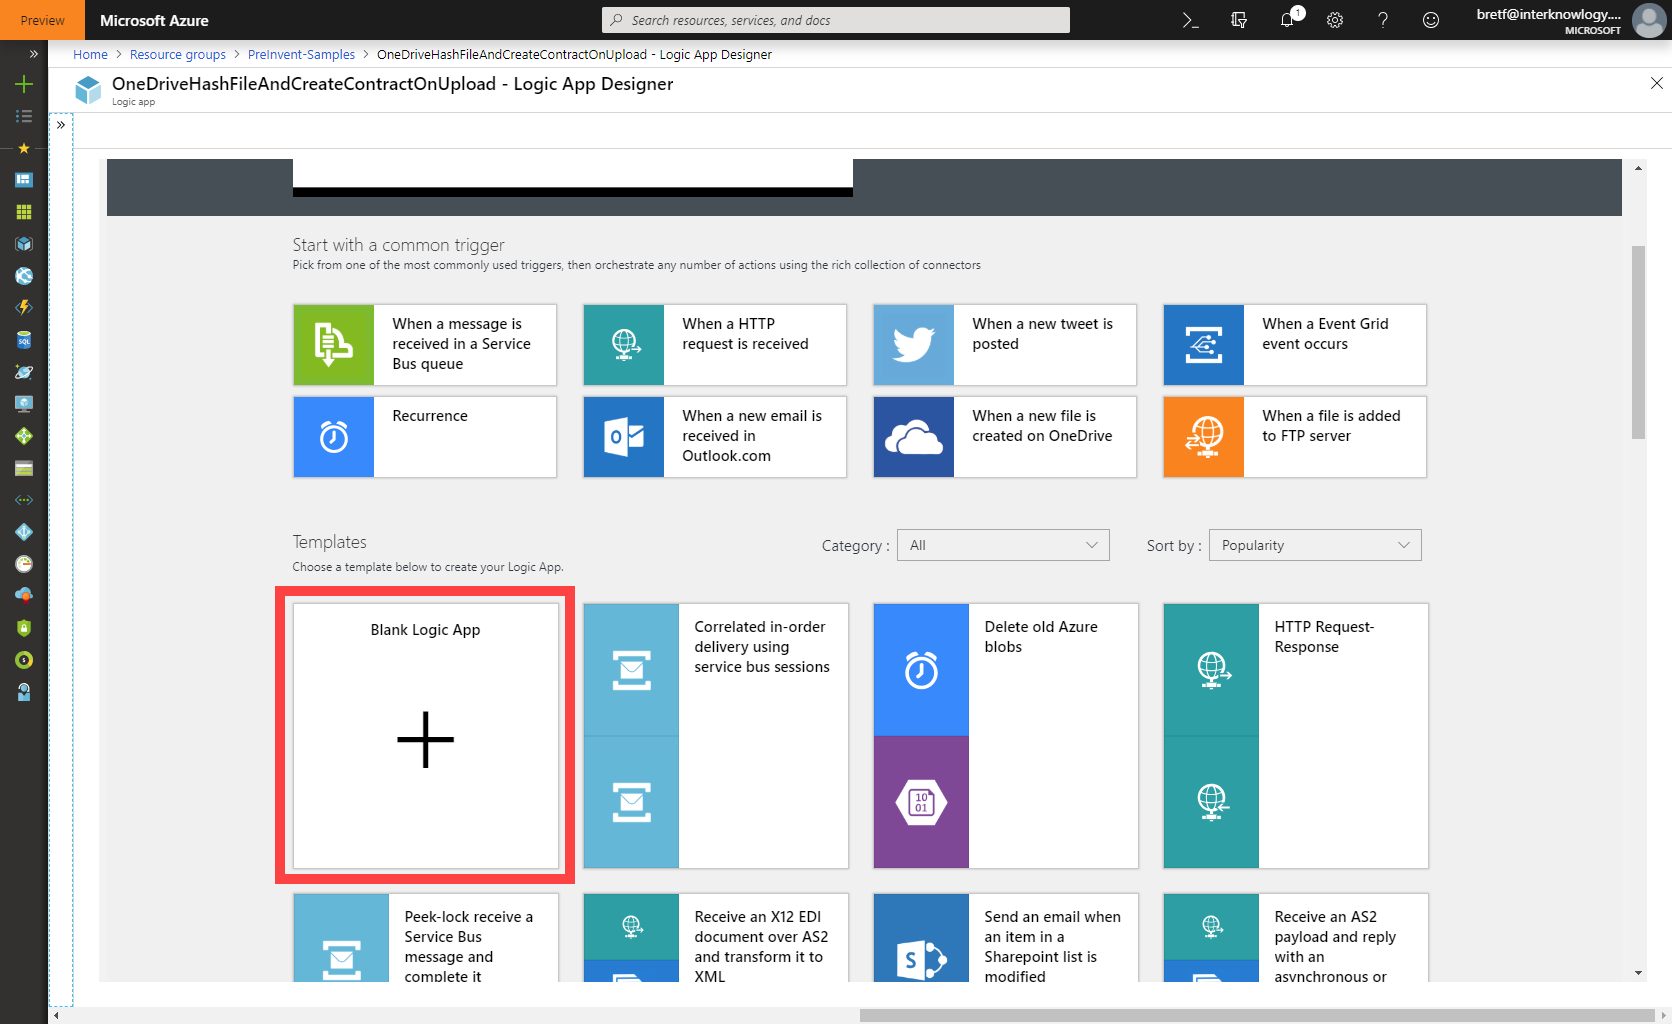 Preview
Microsoft Azure
Search resources, services, and docs
1
bretf@interknowlogy....
MICROSOFT
Home > Resource groups > PreInvent-Samples > OneDriveHashFileAndCreateContractOnUpload - Logic App Designer
OneDriveHashFileAndCreateContractOnUpload - Logic App Designer
Logic app
Start with a common trigger
Pick from one of the most commonly used triggers, then orchestrate any number of actions using the rich collection of connectors
When a message is
received in a Service
Bus queue
When a HTTP
request is received
When a new tweet is
posted
When a Event Grid
event occurs
Recurrence
When a new email is
received in
Outlook.com
When a new file is
created on OneDrive
When a file is added
to FTP server
Templates
Choose a template below to create your Logic App.
Category : All
Sort by : Popularity
Blank Logic App
Correlated in-order
delivery using
service bus sessions
Delete old Azure
blobs
10
01
HTTP Request-
Response
Peek-lock receive a
Service Bus
message and
complete it
Receive an X12 EDI
document over AS2
and transform it to
XML
Send an email when
an item in a
Sharepoint list is
modified
Receive an AS2
payload and reply
with an
asynchronous or